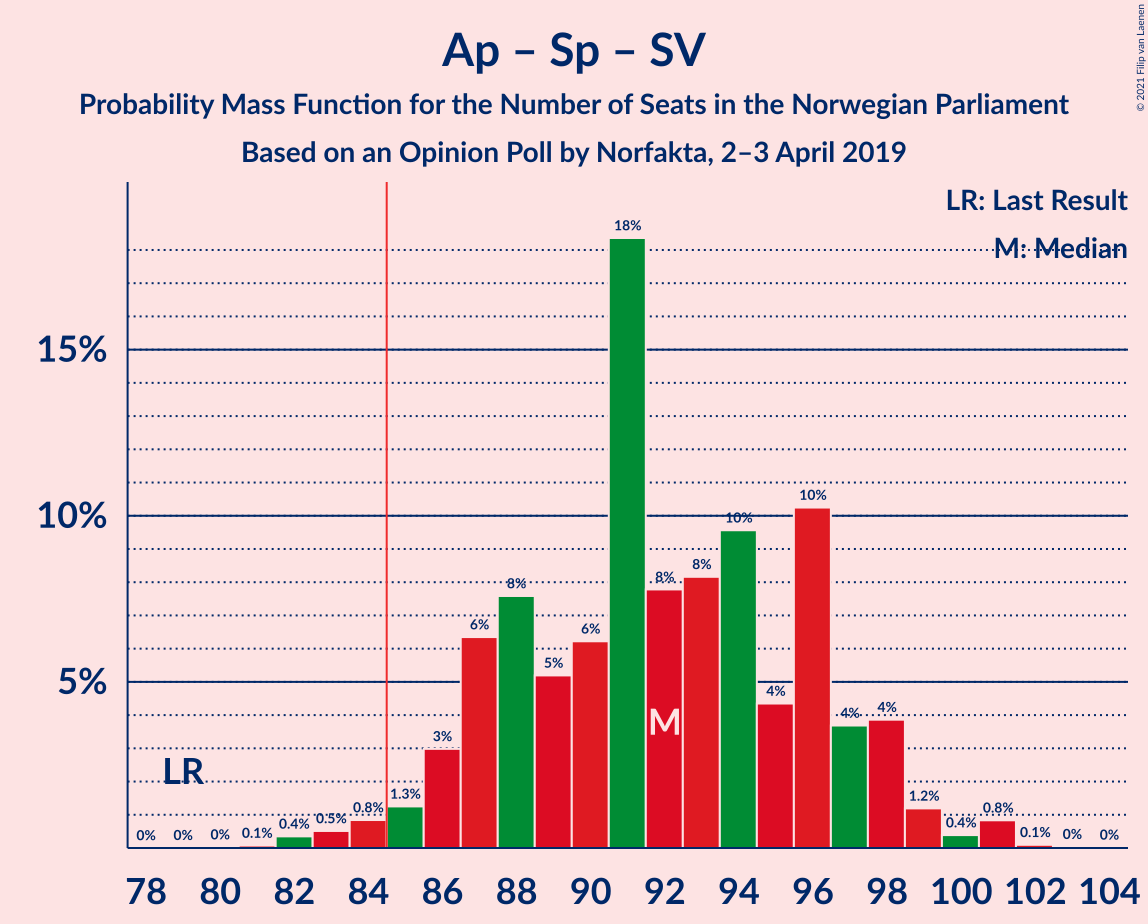 Ap – Sp – SV
Probability Mass Function for the Number of Seats in the Norwegian Parliament
Based on an Opinion Poll by Norfakta, 2–3 April 2019
© 2021 Filip van Laenen
LR: Last Result
M: Median
18%
15%
10%
10%
10%
8%
8%
8%
6%
6%
5%
5%
4%
4%
4%
M
3%
LR
1.3%
1.2%
0% 0% 0% 0.1% 0.4% 0.5% 0.8% 0.4% 0.8% 0.1% 0% 0%
78 80 82 84 86 88 90 92 94 96 98 100 102 104